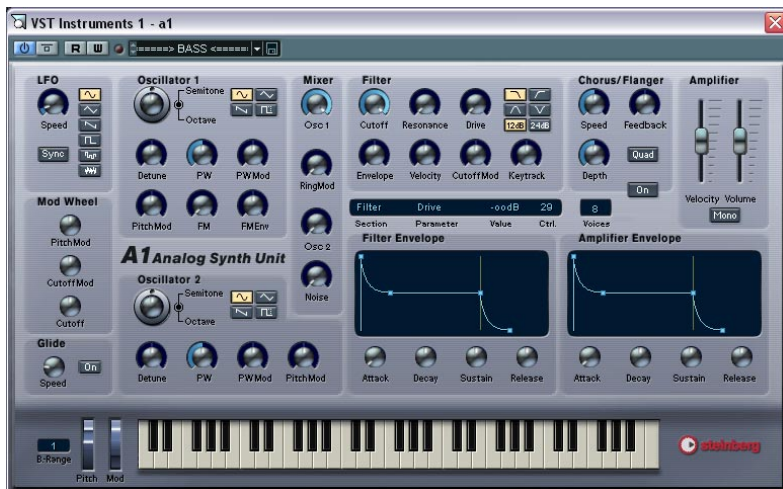 VST Instruments 1 - a1
R W =====> BASS <=====
LFO
Speed
Sync
Mod Wheel
PitchMod
CutoffMod
Cutoff
Glide
Speed On
Oscillator 1
Semitone
Octave
Detune PW PWMod
PitchMod FM FMEnv
A1 Analog Synth Unit
Oscillator 2
Semitone
Octave
Detune PW PWMod PitchMod
Mixer
Osc 1
RingMod
Osc 2
Noise
Filter
Cutoff Resonance Drive 12dB 24dB
Envelope Velocity CutoffMod Keytrack
Filter Drive -oodB 29
Section Parameter Value Ctrl.
8
Voices
Chorus/Flanger
Speed Feedback
Depth Quad
On
Amplifier
Velocity Volume
Mono
Filter Envelope
Attack Decay Sustain Release
Amplifier Envelope
Attack Decay Sustain Release
1
B-Range
Pitch Mod
steinberg